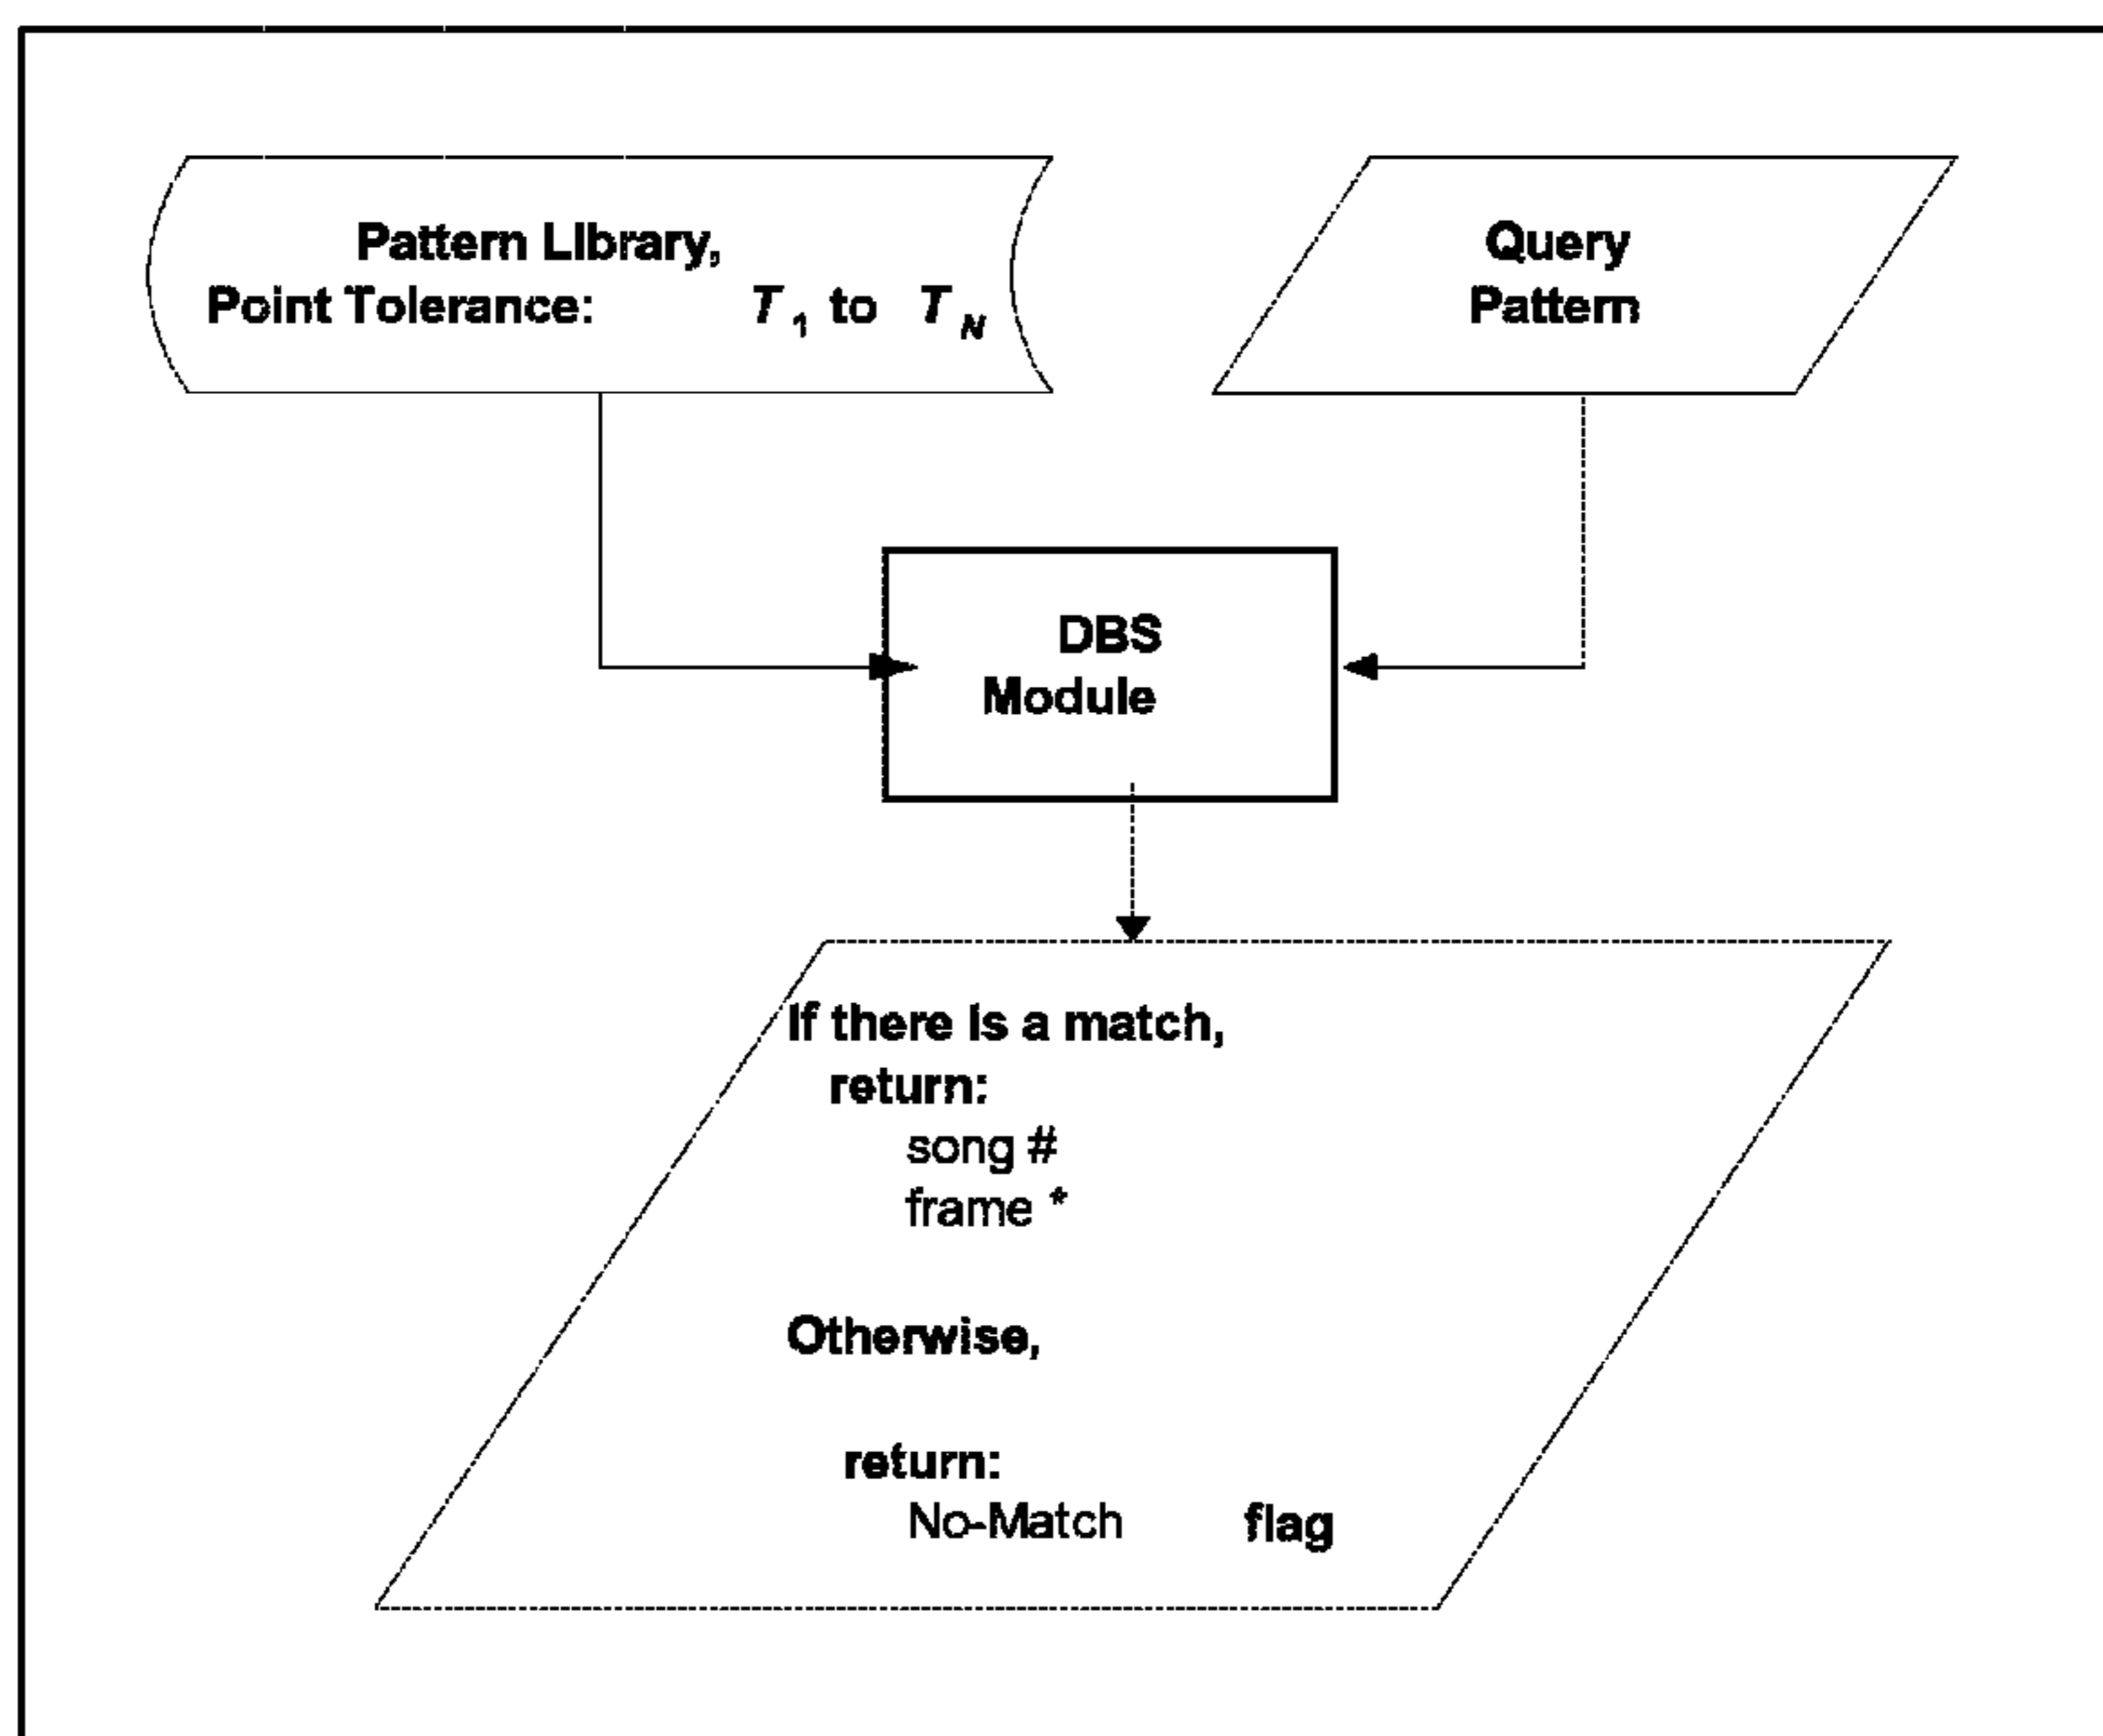 Pattern Library,
Point Tolerance: T1 to TN
Query
Pattern
DBS
Module
If there is a match,
return:
song #
frame *
Otherwise,
return:
No-Match flag